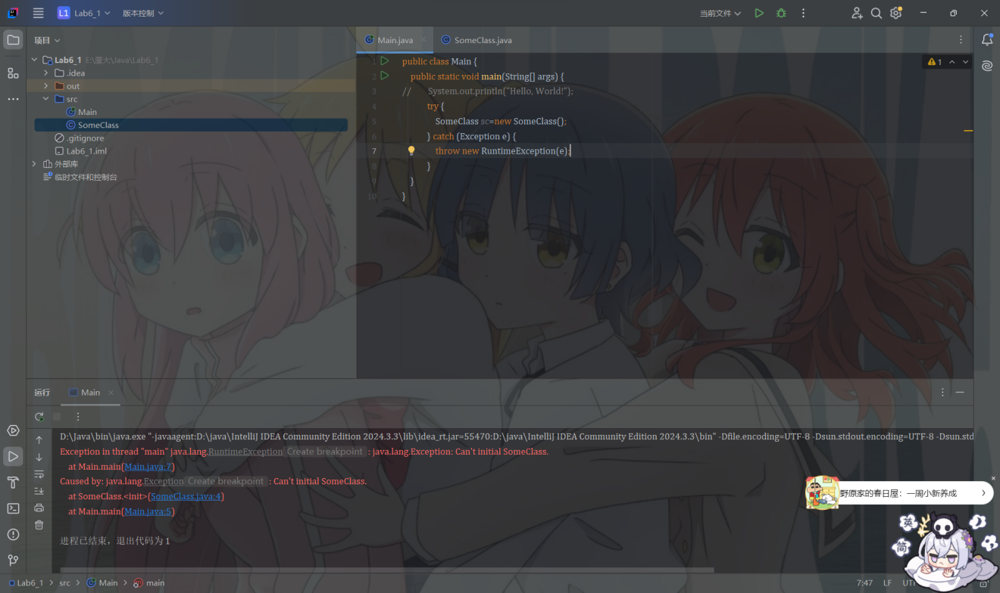 L1 Lab6_1 版本控制 当前文件
项目
Lab6_1 E:\厦大\Java\Lab6_1
.idea
out
src
Main
SomeClass
.gitignore
Lab6_1.iml
外部库
临时文件和控制台
Main.java SomeClass.java
1 public class Main {
2 public static void main(String[] args) {
3 // System.out.println("Hello, World!");
4 try {
5 SomeClass sc=new SomeClass();
6 } catch (Exception e) {
7 throw new RuntimeException(e);
8 }
9 }
10 }
1
运行 Main
D:\Java\bin\java.exe "-javaagent:D:\java\IntelliJ IDEA Community Edition 2024.3.3\lib\idea_rt.jar=55470:D:\java\IntelliJ IDEA Community Edition 2024.3.3\bin" -Dfile.encoding=UTF-8 -Dsun.stdout.encoding=UTF-8 -Dsun.std
Exception in thread "main" java.lang.RuntimeException Create breakpoint : java.lang.Exception: Can't initial SomeClass.
at Main.main(Main.java:7)
Caused by: java.lang.Exception Create breakpoint : Can't initial SomeClass.
at SomeClass.<init>(SomeClass.java:4)
at Main.main(Main.java:5)
进程已结束，退出代码为 1
野原家的春日屋：一周小新养成
英
简
Lab6_1 src Main main
7:47 LF UT